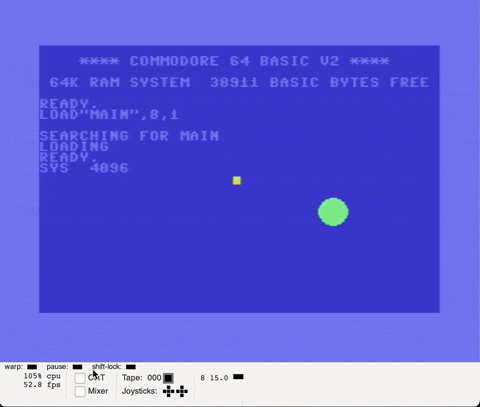 **** COMMODORE 64 BASIC V2 ****
64K RAM SYSTEM  38911 BASIC BYTES FREE
READY.
LOAD"MAIN",8,1
SEARCHING FOR MAIN
LOADING
READY.
SYS  4096
warp: pause: shift-lock:
105% cpu
52.8 fps
CRT
Mixer
Tape: 000
Joysticks:
8 15.0